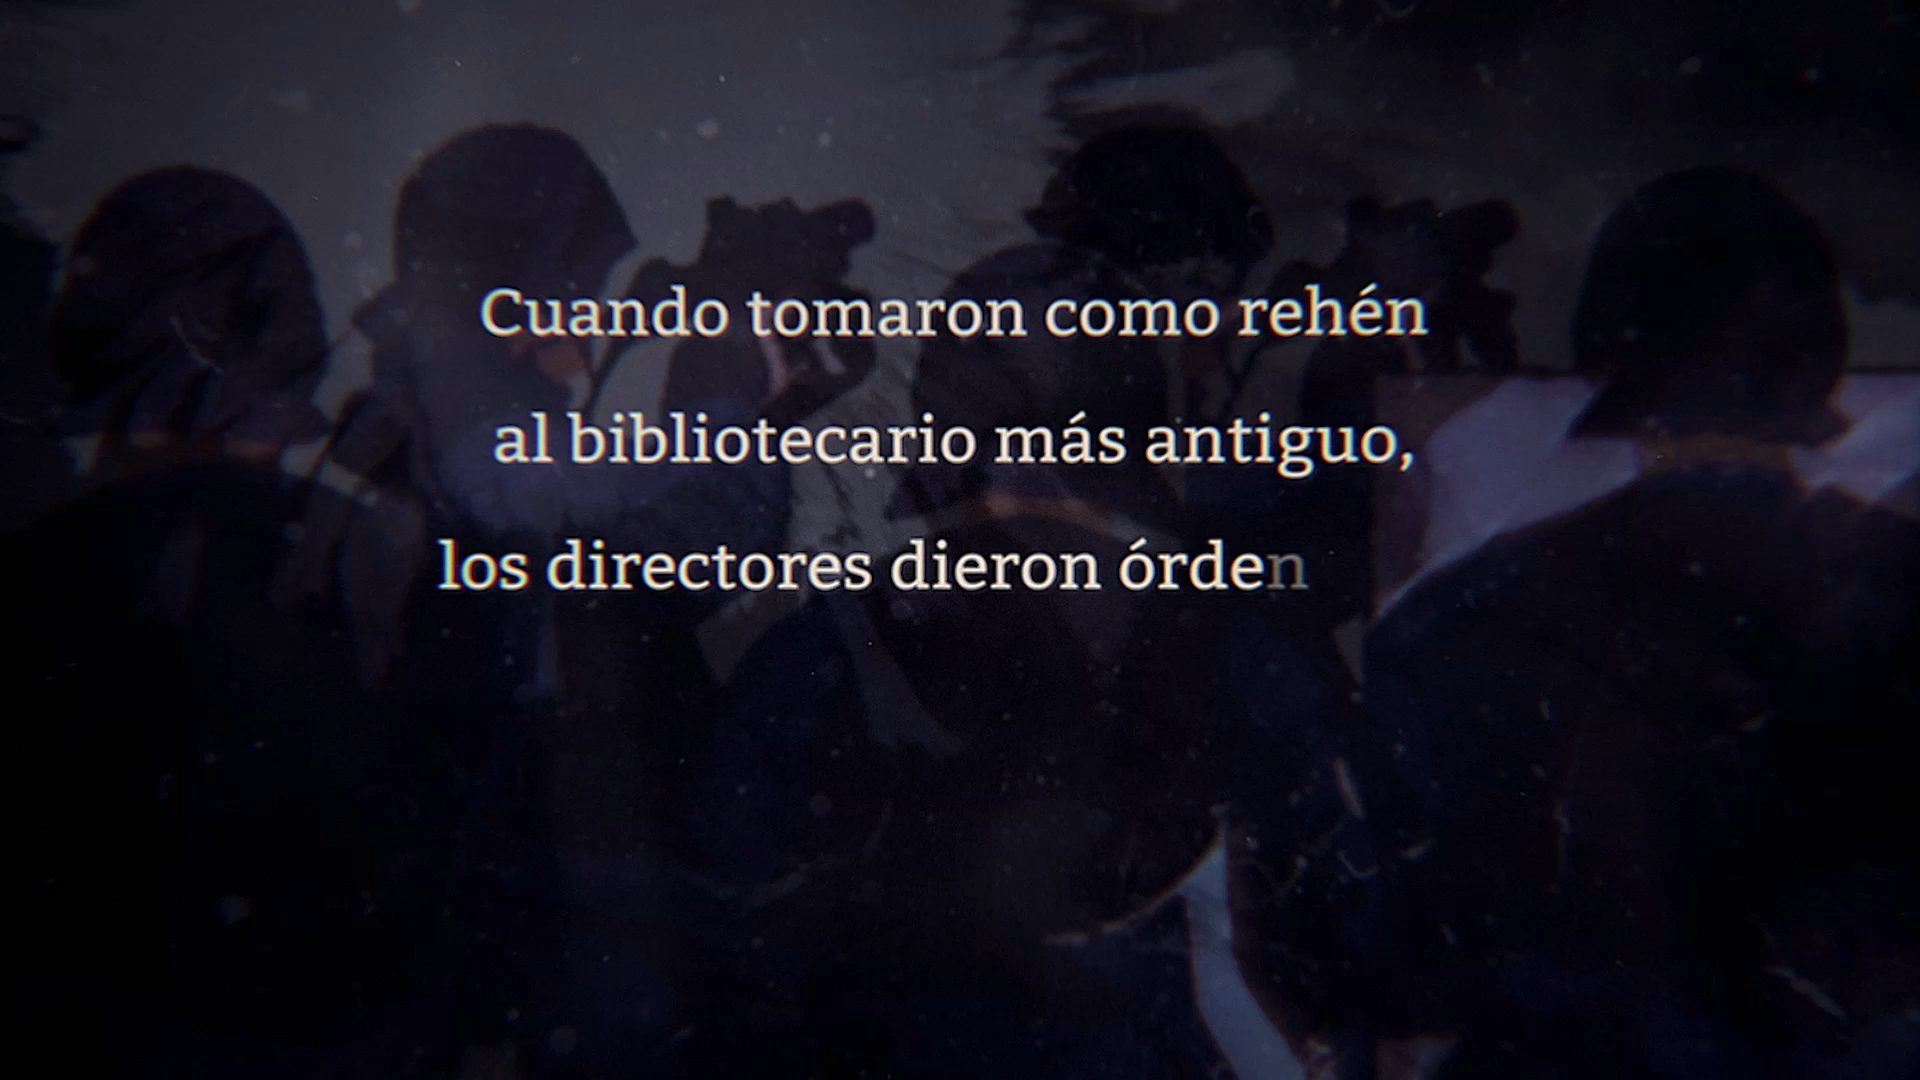 Cuando tomaron como rehén
al bibliotecario más antiguo,
los directores dieron órden